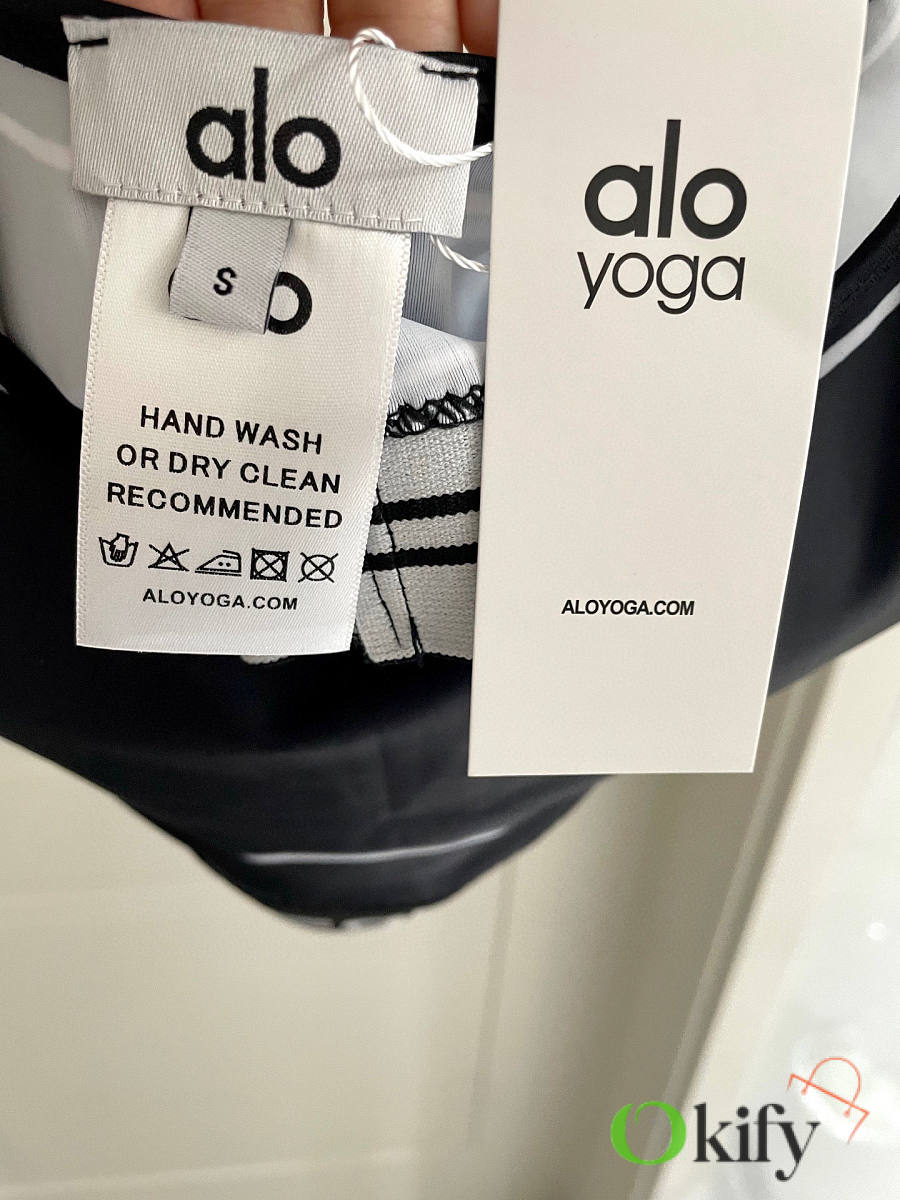 alo
S
o
HAND WASH
OR DRY CLEAN
RECOMMENDED
ALOYOGA.COM
alo
yoga
ALOYOGA.COM
Okify